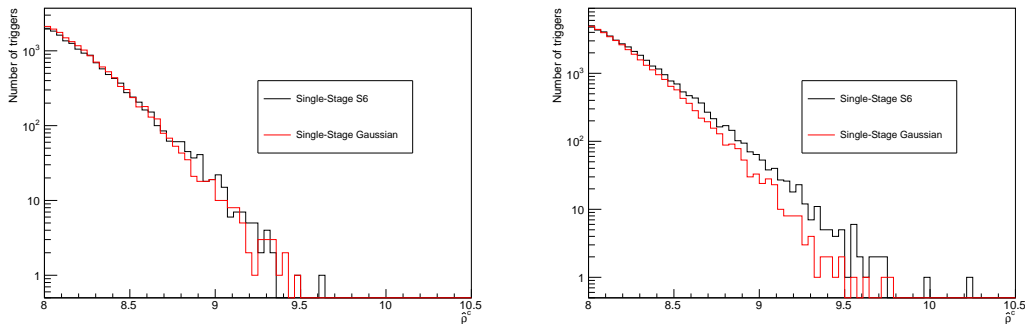 Number of triggers
10³
10²
10
1
Single-Stage S6
Single-Stage Gaussian
8 8.5 9 9.5 10 10.5
ρ̂ᶜ
Number of triggers
10³
10²
10
1
Single-Stage S6
Single-Stage Gaussian
8 8.5 9 9.5 10 10.5
ρ̂ᶜ